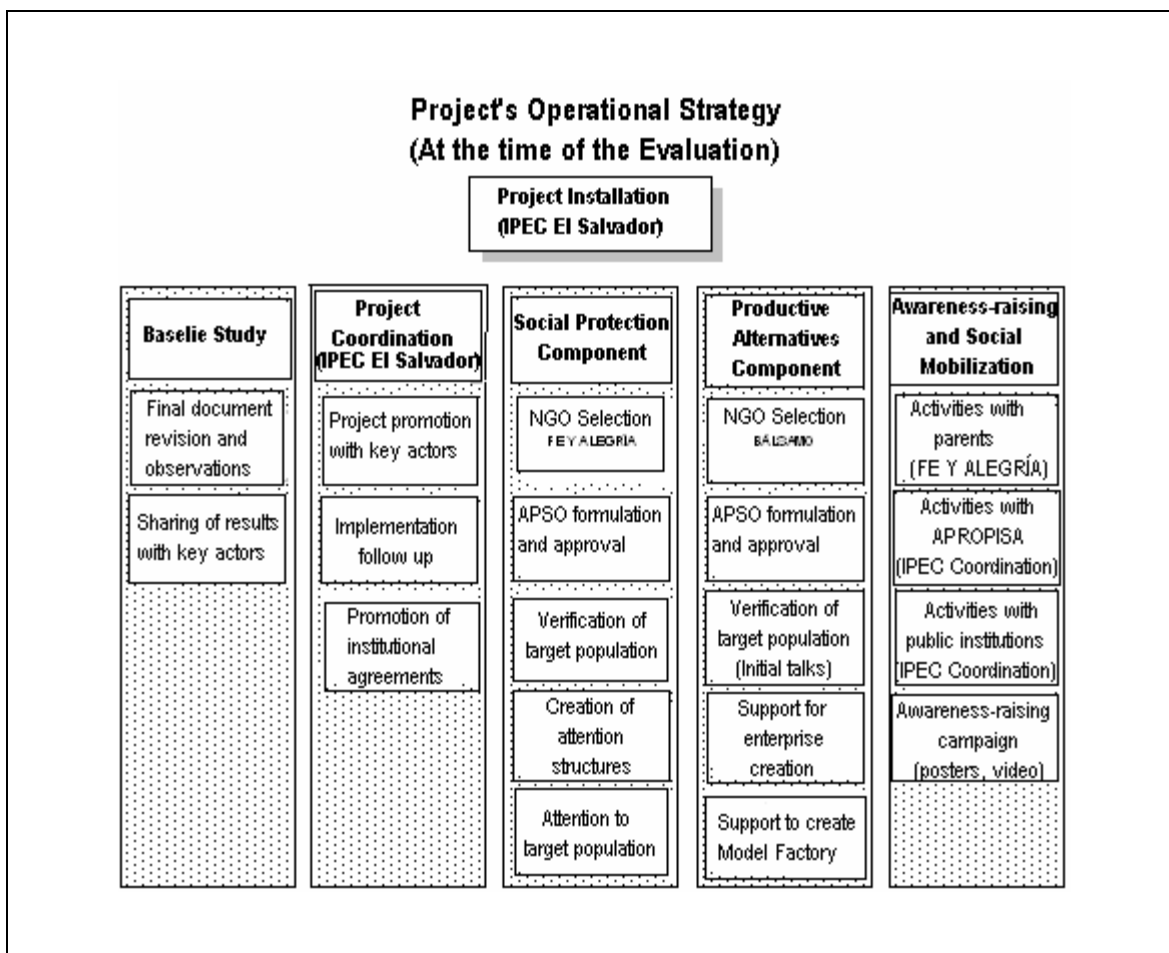 Project's Operational Strategy
(At the time of the Evaluation)
Project Installation
(IPEC El Salvador)
Baselie Study
Final document
revision and
observations
Sharing of results
with key actors
Project
Coordination
(IPEC El Salvador)
Project promotion
with key actors
Implementation
follow up
Promotion of
institutional
agreements
Social Protection
Component
NGO Selection
FE Y ALEGRÍA
APSO formulation
and approval
Verification of
target population
Creation of
attention
structures
Attention to
target population
Productive
Alternatives
Component
NGO Selection
BÁLSAMO
APSO formulation
and approval
Verification of
target population
(Initial talks)
Support for
enterprise
creation
Support to create
Model Factory
Awareness-raising
and Social
Mobilization
Activities with
parents
(FE Y ALEGRÍA)
Activities with
APROPISA
(IPEC Coordination)
Activities with
public institutions
(IPEC Coordination)
Awareness-raising
campaign
(posters, video)